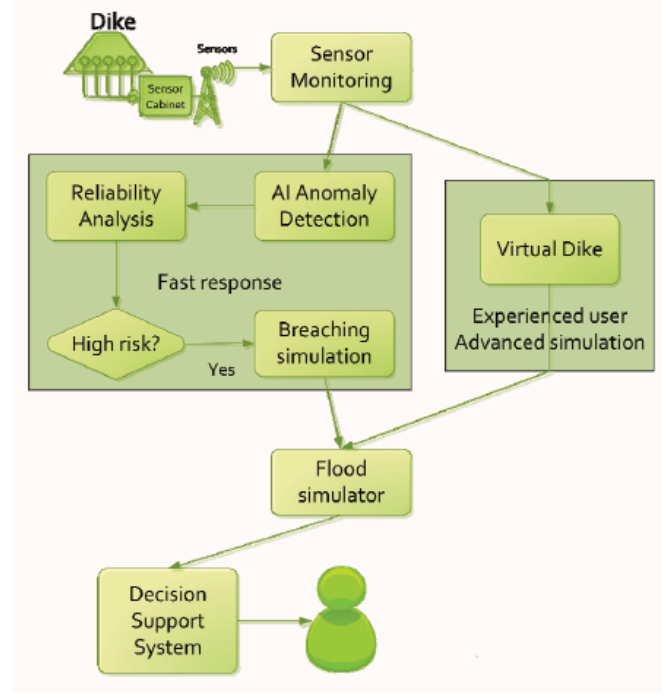 Dike
Sensors
Sensor
Cabinet
Sensor
Monitoring
Reliability
Analysis
AI Anomaly
Detection
Virtual Dike
Fast response
Experienced user
Advanced simulation
High risk?
Yes
Breaching
simulation
Flood
simulator
Decision
Support
System